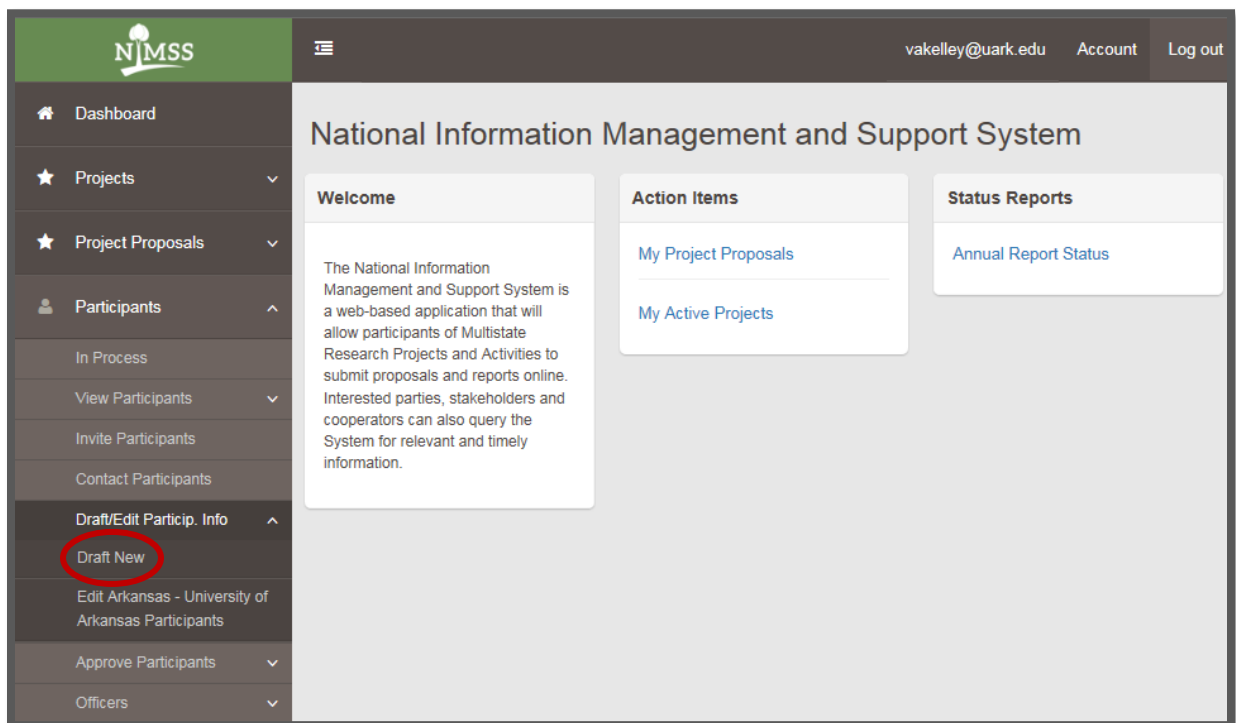 NIMSS
vakelley@uark.edu Account Log out
Dashboard
Projects
Project Proposals
Participants
In Process
View Participants
Invite Participants
Contact Participants
Draft/Edit Particip. Info
Draft New
Edit Arkansas - University of
Arkansas Participants
Approve Participants
Officers
National Information Management and Support System
Welcome
The National Information
Management and Support System is
a web-based application that will
allow participants of Multistate
Research Projects and Activities to
submit proposals and reports online.
Interested parties, stakeholders and
cooperators can also query the
System for relevant and timely
information.
Action Items
My Project Proposals
My Active Projects
Status Reports
Annual Report Status